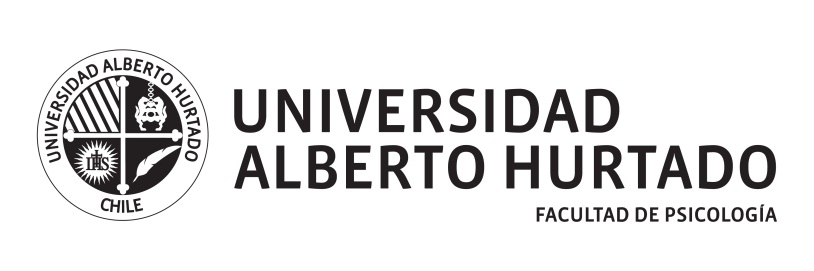 UNIVERSIDAD ALBERTO HURTADO
CHILE
IHS
UNIVERSIDAD
ALBERTO HURTADO
FACULTAD DE PSICOLOGÍA